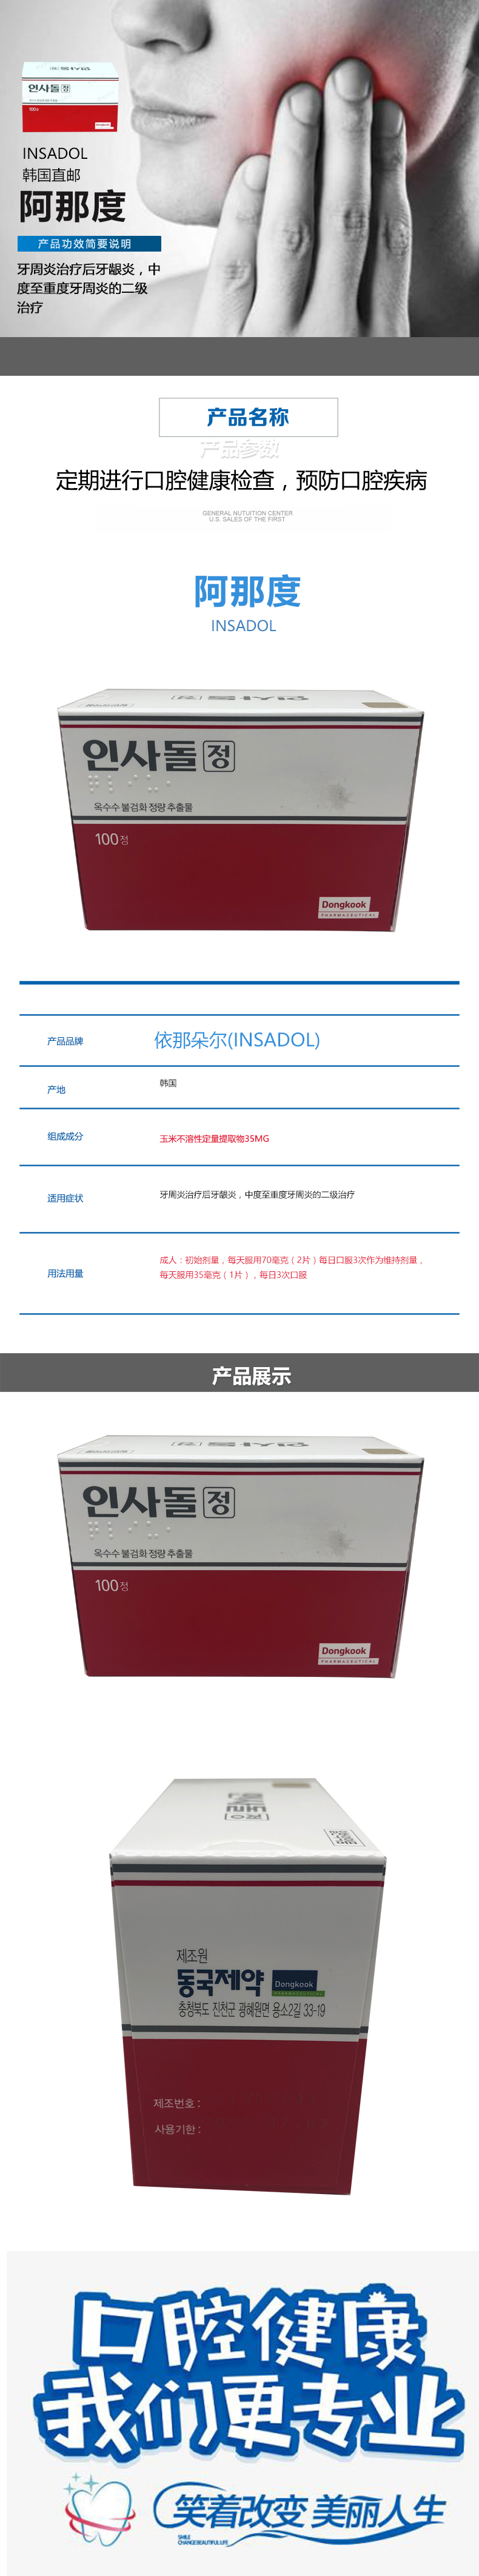 인사돌 정
100정
INSADOL
韩国直邮
阿那度
产品功效简要说明
牙周炎治疗后牙龈炎，中
度至重度牙周炎的二级
治疗
产品名称
产品参数
定期进行口腔健康检查，预防口腔疾病
GENERAL NUTUITION CENTER
U.S. SALES OF THE FIRST
阿那度
INSADOL
인사돌 정
옥수수 불검화 정량 추출물
100정
Dongkook
PHARMACEUTICAL
产品品牌
依那朵尔(INSADOL)
产地
韩国
组成成分
玉米不溶性定量提取物35MG
适用症状
牙周炎治疗后牙龈炎，中度至重度牙周炎的二级治疗
用法用量
成人：初始剂量，每天服用70毫克（2片）每日口服3次作为维持剂量，
每天服用35毫克（1片），每日3次口服
产品展示
인사돌 정
옥수수 불검화 정량 추출물
100정
Dongkook
PHARMACEUTICAL
제조원
동국제약 Dongkook
충청북도 진천군 광혜원면 용소2길 33-19
제조번호 :
사용기한 :
口腔健康
我们更专业
笑着改变 美丽人生
SMILE
CHANGE BEAUTIFUL LIFE